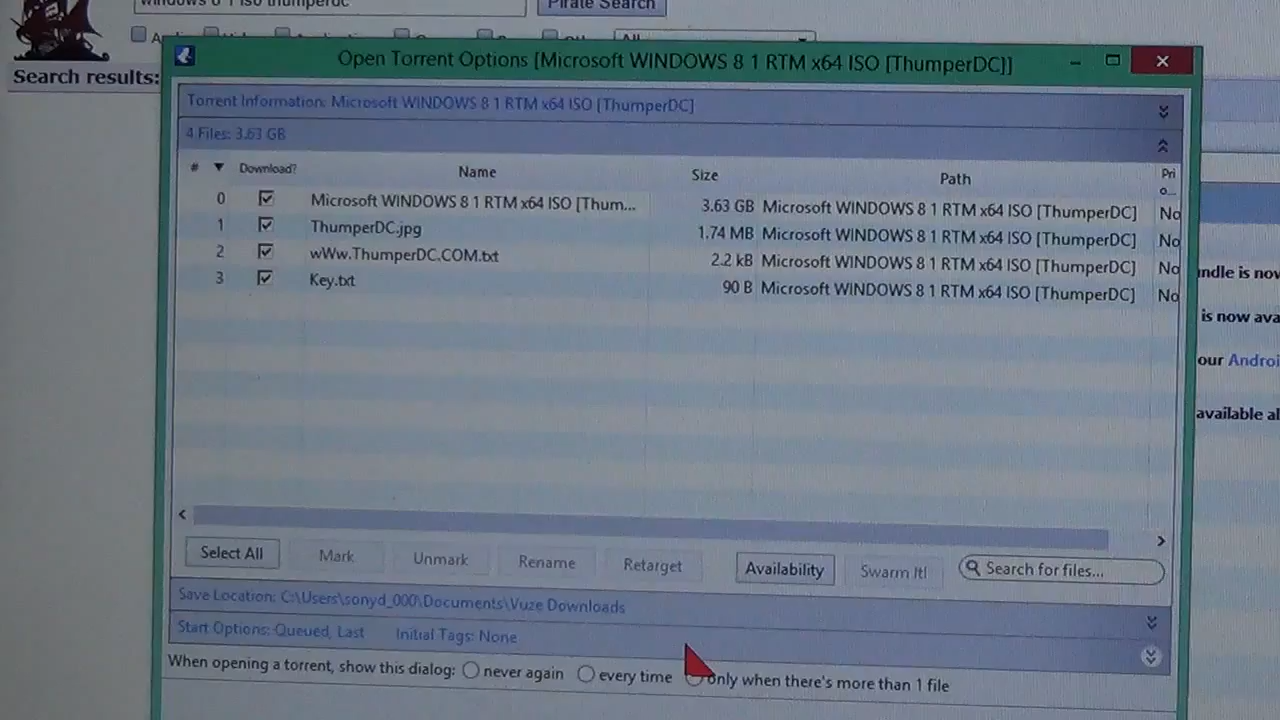 windows 8 1 iso thumperdc
Pirate Search
All
Search results:
Open Torrent Options [Microsoft WINDOWS 8 1 RTM x64 ISO [ThumperDC]]
Torrent Information: Microsoft WINDOWS 8 1 RTM x64 ISO [ThumperDC]
4 Files: 3.63 GB
# Download? Name Size Path Pri o...
0 Microsoft WINDOWS 8 1 RTM x64 ISO [Thum... 3.63 GB Microsoft WINDOWS 8 1 RTM x64 ISO [ThumperDC] No
1 ThumperDC.jpg 1.74 MB Microsoft WINDOWS 8 1 RTM x64 ISO [ThumperDC] No
2 wWw.ThumperDC.COM.txt 2.2 kB Microsoft WINDOWS 8 1 RTM x64 ISO [ThumperDC] No
3 Key.txt 90 B Microsoft WINDOWS 8 1 RTM x64 ISO [ThumperDC] No
ndle is now
is now ava
our Androi
available al
Select All Mark Unmark Rename Retarget Availability Swarm It! Search for files...
Save Location: C:\Users\sonyd_000\Documents\Vuze Downloads
Start Options: Queued, Last Initial Tags: None
When opening a torrent, show this dialog: never again every time only when there's more than 1 file